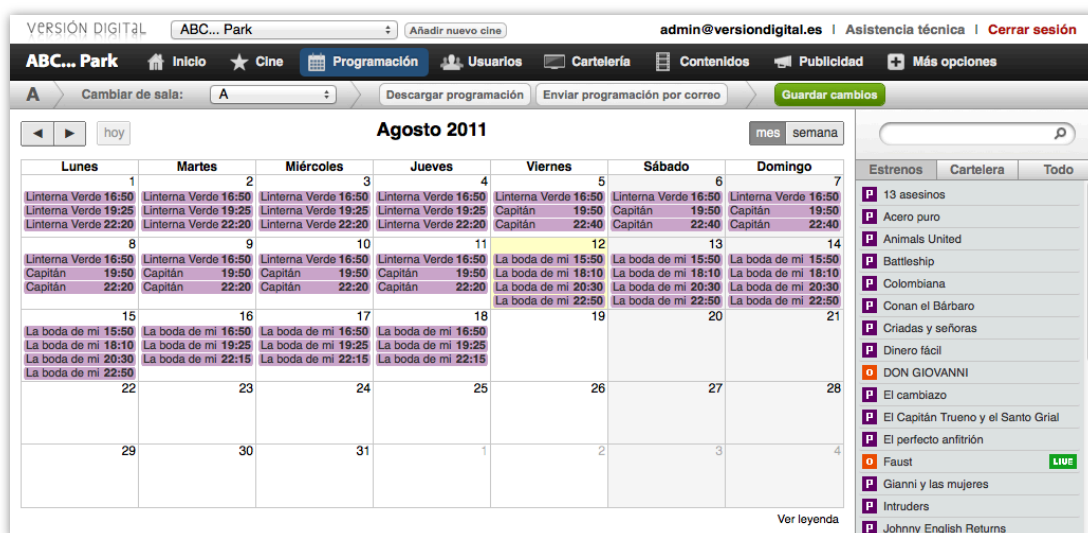 VERSIÓN DIGITAL ABC... Park Añadir nuevo cine admin@versiondigital.es | Asistencia técnica | Cerrar sesión
ABC... Park Inicio Cine Programación Usuarios Cartelería Contenidos Publicidad Más opciones
A Cambiar de sala: A Descargar programación Enviar programación por correo Guardar cambios
hoy Agosto 2011 mes semana
Lunes Martes Miércoles Jueves Viernes Sábado Domingo
1 2 3 4 5 6 7
Linterna Verde 16:50 Linterna Verde 16:50 Linterna Verde 16:50 Linterna Verde 16:50 Linterna Verde 16:50 Linterna Verde 16:50 Linterna Verde 16:50
Linterna Verde 19:25 Linterna Verde 19:25 Linterna Verde 19:25 Linterna Verde 19:25 Capitán 19:50 Capitán 19:50 Capitán 19:50
Linterna Verde 22:20 Linterna Verde 22:20 Linterna Verde 22:20 Linterna Verde 22:20 Capitán 22:40 Capitán 22:40 Capitán 22:40
8 9 10 11 12 13 14
Linterna Verde 16:50 Linterna Verde 16:50 Linterna Verde 16:50 Linterna Verde 16:50 La boda de mi 15:50 La boda de mi 15:50 La boda de mi 15:50
Capitán 19:50 Capitán 19:50 Capitán 19:50 Capitán 19:50 La boda de mi 18:10 La boda de mi 18:10 La boda de mi 18:10
Capitán 22:20 Capitán 22:20 Capitán 22:20 Capitán 22:20 La boda de mi 20:30 La boda de mi 20:30 La boda de mi 20:30
La boda de mi 22:50 La boda de mi 22:50 La boda de mi 22:50
15 16 17 18 19 20 21
La boda de mi 15:50 La boda de mi 16:50 La boda de mi 16:50 La boda de mi 16:50
La boda de mi 18:10 La boda de mi 19:25 La boda de mi 19:25 La boda de mi 19:25
La boda de mi 20:30 La boda de mi 22:15 La boda de mi 22:15 La boda de mi 22:15
La boda de mi 22:50
22 23 24 25 26 27 28
29 30 31 1 2 3 4
Ver leyenda
Estrenos Cartelera Todo
P 13 asesinos
P Acero puro
P Animals United
P Battleship
P Colombiana
P Conan el Bárbaro
P Criadas y señoras
P Dinero fácil
O DON GIOVANNI
P El cambiazo
P El Capitán Trueno y el Santo Grial
P El perfecto anfitrión
O Faust LIVE
P Gianni y las mujeres
P Intruders
P Johnny English Returns